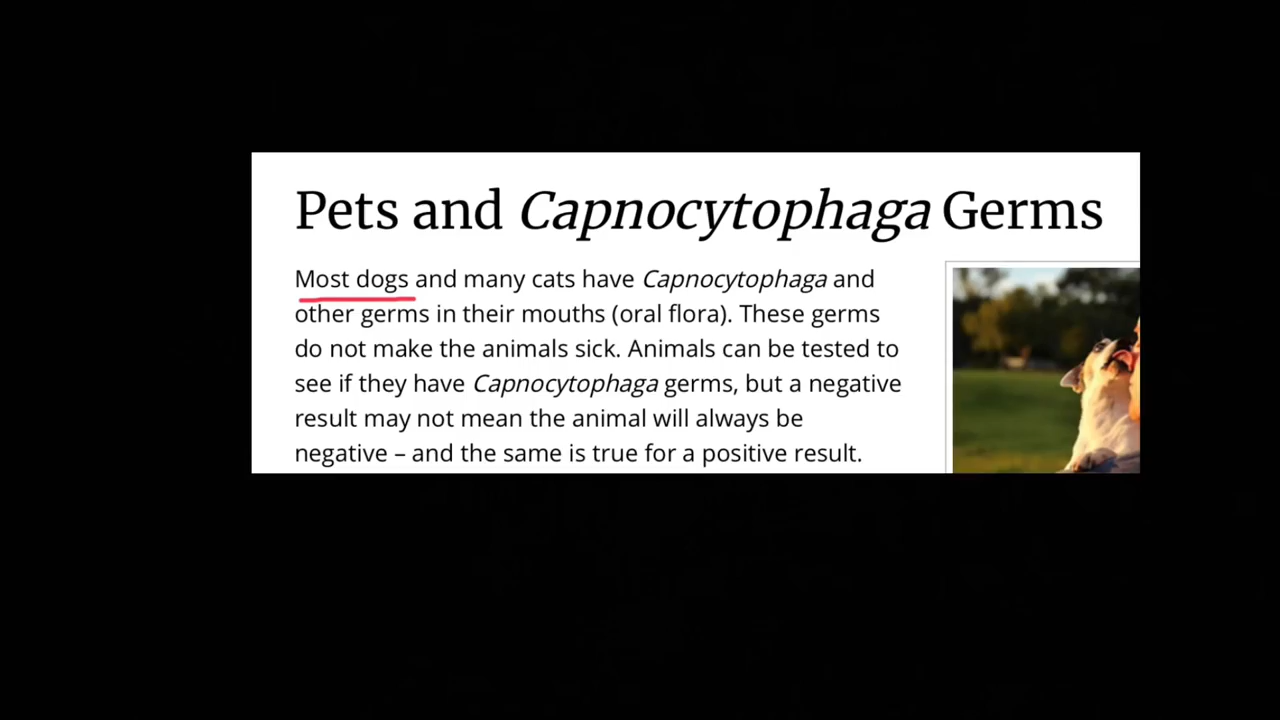 Pets and Capnocytophaga Germs
Most dogs and many cats have Capnocytophaga and
other germs in their mouths (oral flora). These germs
do not make the animals sick. Animals can be tested to
see if they have Capnocytophaga germs, but a negative
result may not mean the animal will always be
negative – and the same is true for a positive result.